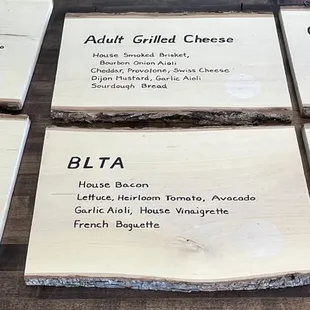 Adult Grilled Cheese
House Smoked Brisket,
Bourbon Onion Aioli
Cheddar, Provolone, Swiss Cheese
Dijon Mustard, Garlic Aioli
Sourdough Bread
BLTA
House Bacon
Lettuce, Heirloom Tomato, Avacado
Garlic Aioli, House Vinaigrette
French Baguette